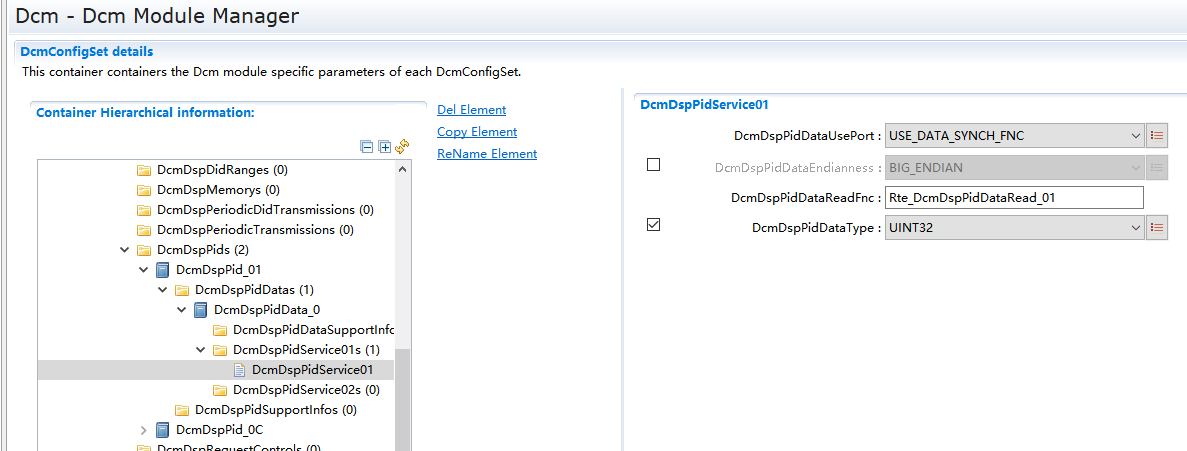 Dcm - Dcm Module Manager
DcmConfigSet details
This container containers the Dcm module specific parameters of each DcmConfigSet.
Container Hierarchical information:
Del Element
Copy Element
ReName Element
DcmDspDidRanges (0)
DcmDspMemorys (0)
DcmDspPeriodicDidTransmissions (0)
DcmDspPeriodicTransmissions (0)
DcmDspPids (2)
DcmDspPid_01
DcmDspPidDatas (1)
DcmDspPidData_0
DcmDspPidDataSupportInfo
DcmDspPidService01s (1)
DcmDspPidService01
DcmDspPidService02s (0)
DcmDspPidSupportInfos (0)
DcmDspPid_0C
DcmDspRequestControls (0)
DcmDspPidService01
DcmDspPidDataUsePort : USE_DATA_SYNCH_FNC
DcmDspPidDataEndianness : BIG_ENDIAN
DcmDspPidDataReadFnc : Rte_DcmDspPidDataRead_01
DcmDspPidDataType : UINT32